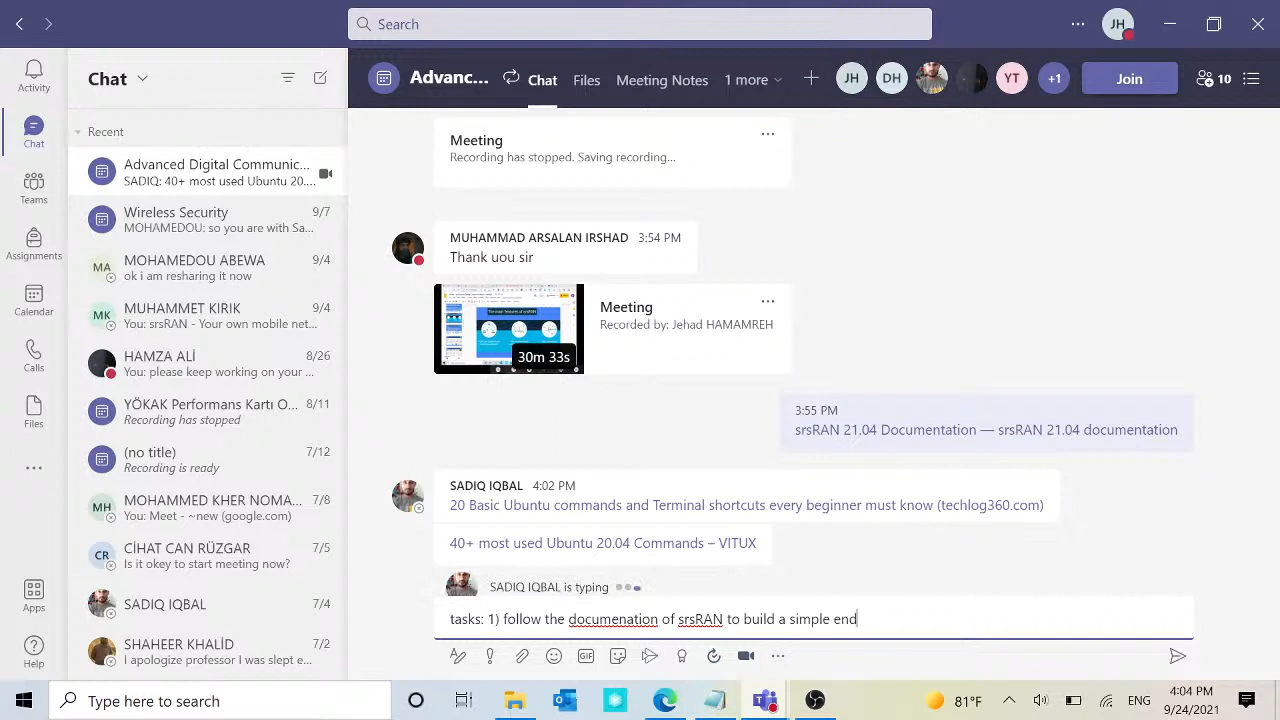 Search
JH
Activity
Chat
Teams
Assignments
Calendar
Calls
Files
Apps
Help
Chat
Recent
Advanced Digital Communic...
SADIQ: 40+ most used Ubuntu 20....
Wireless Security 9/7
MOHAMEDOU: so you are with Sa...
MA
MOHAMEDOU ABEWA 9/4
ok i am resharing it now
MK
9/4
You: srsRAN – Your own mobile net...
8/26
You: please keep working on your ...
YÖKAK Performans Kartı O... 8/11
Recording has stopped
(no title) 7/12
Recording is ready
MH
MOHAMMED KHER NOMA... 7/8
You: Meet - ~new (google.com)
CR
CİHAT CAN RÜZGAR 7/5
Is it okey to start meeting now?
SADIQ IQBAL 7/4
SHAHEER KHALİD 7/1
I apologize professor I was slept e...
Advanc...
Chat
Files
Meeting Notes
1 more
JH
DH
YT
+1
Join
10
Meeting
Recording has stopped. Saving recording...
MUHAMMAD ARSALAN IRSHAD 3:54 PM
Thank uou sir
30m 33s
Meeting
Recorded by: Jehad HAMAMREH
3:55 PM
srsRAN 21.04 Documentation — srsRAN 21.04 documentation
SADIQ IQBAL 4:02 PM
20 Basic Ubuntu commands and Terminal shortcuts every beginner must know (techlog360.com)
40+ most used Ubuntu 20.04 Commands – VITUX
SADIQ IQBAL is typing
tasks: 1) follow the documenation of srsRAN to build a simple end
GIF
Type here to search
81°F
ENG
4:04 PM
9/24/2021